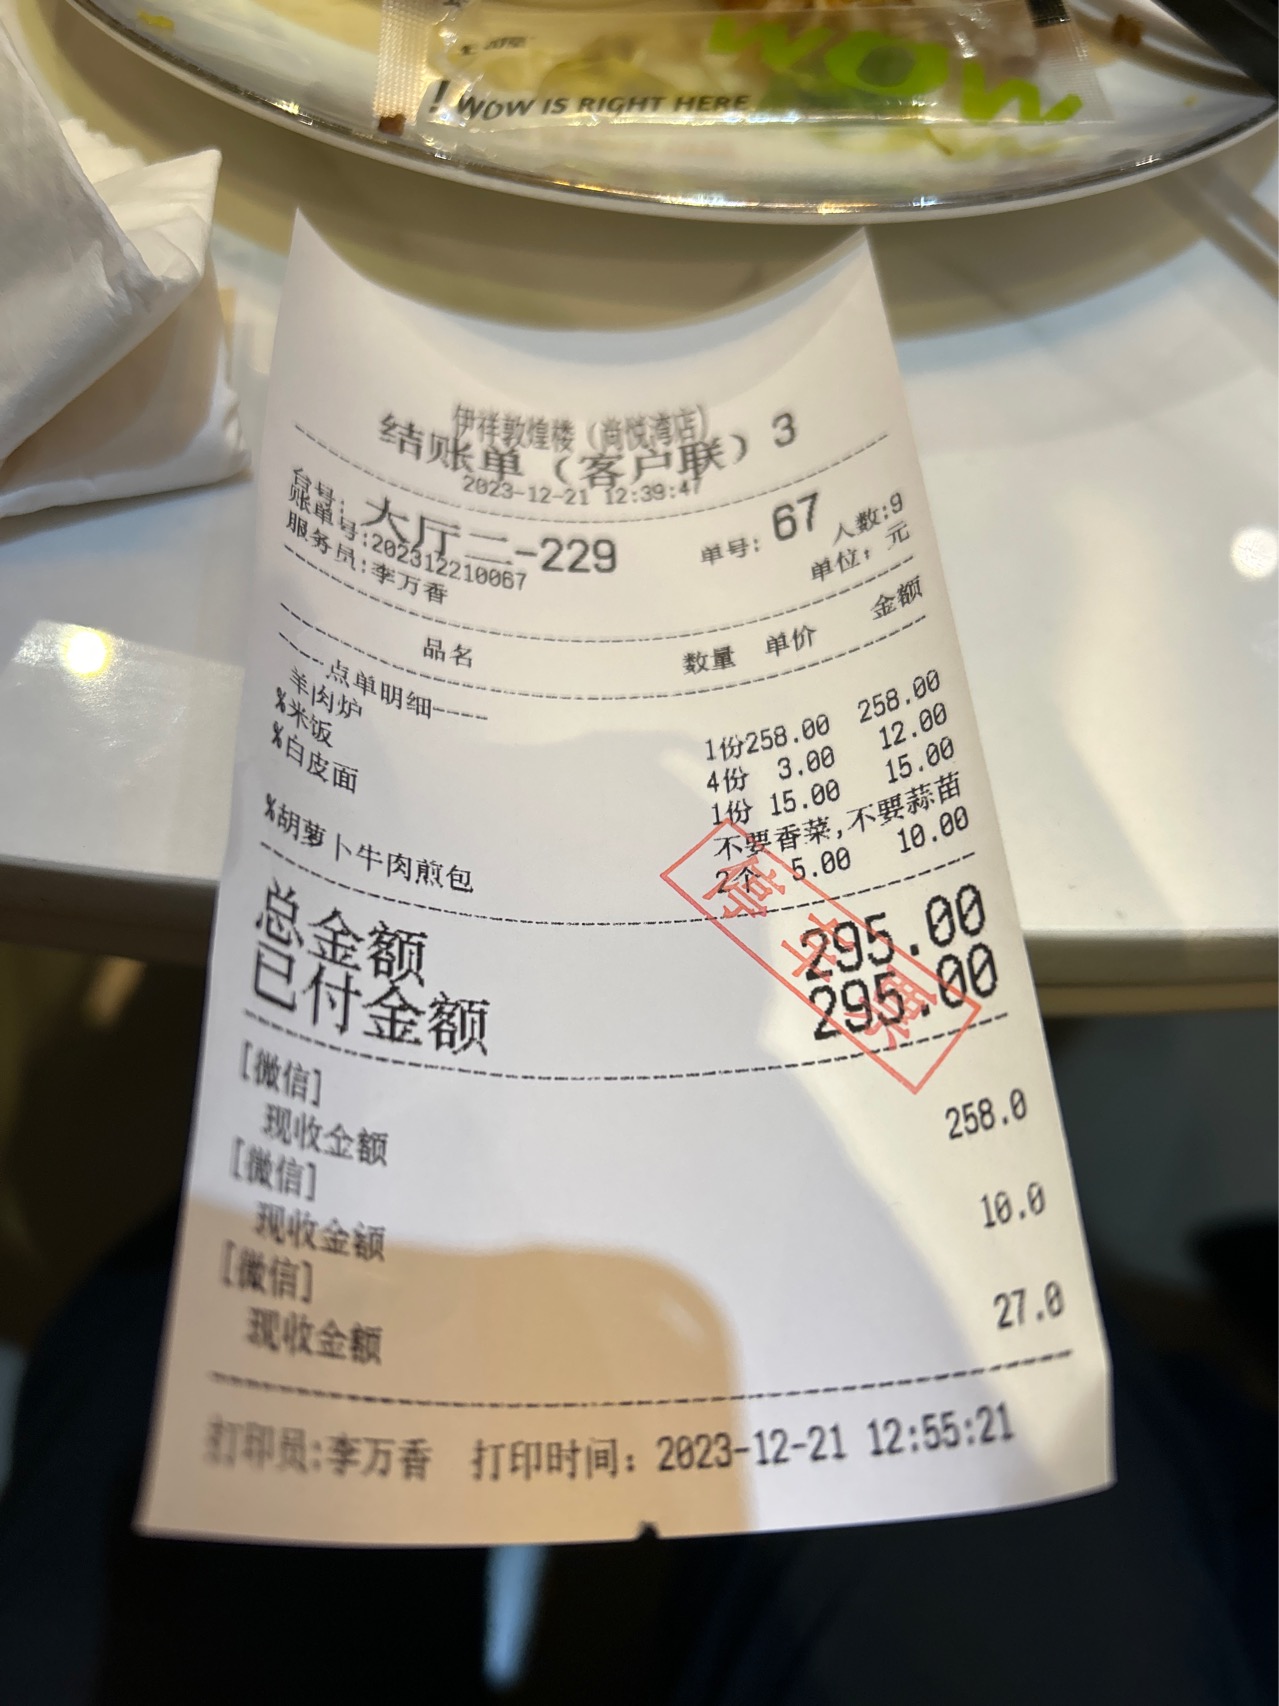 WOW
! WOW IS RIGHT HERE
伊祥敦煌楼（尚悦湾店）
结账单（客户联）3
2023-12-21 12:39:47
台号: 大厅二-229 单号: 67 人数:9
账单号:202312210067 单位: 元
服务员:李万香
品名 数量 单价 金额
----点单明细----
羊肉炉 1份258.00 258.00
%米饭 4份 3.00 12.00
%白皮面 1份 15.00 15.00
不要香菜,不要蒜苗
%胡萝卜牛肉煎包 2个 5.00 10.00
总金额 295.00
已付金额 295.00
停车票
[微信]
现收金额 258.0
[微信]
现收金额 10.0
[微信]
现收金额 27.0
打印员:李万香 打印时间: 2023-12-21 12:55:21